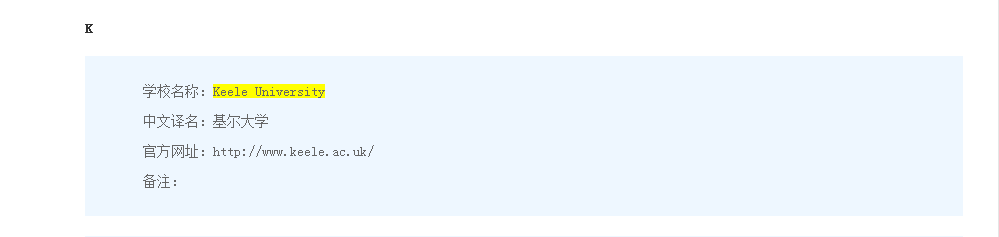 K
学校名称：Keele University
中文译名：基尔大学
官方网址：http://www.keele.ac.uk/
备注：